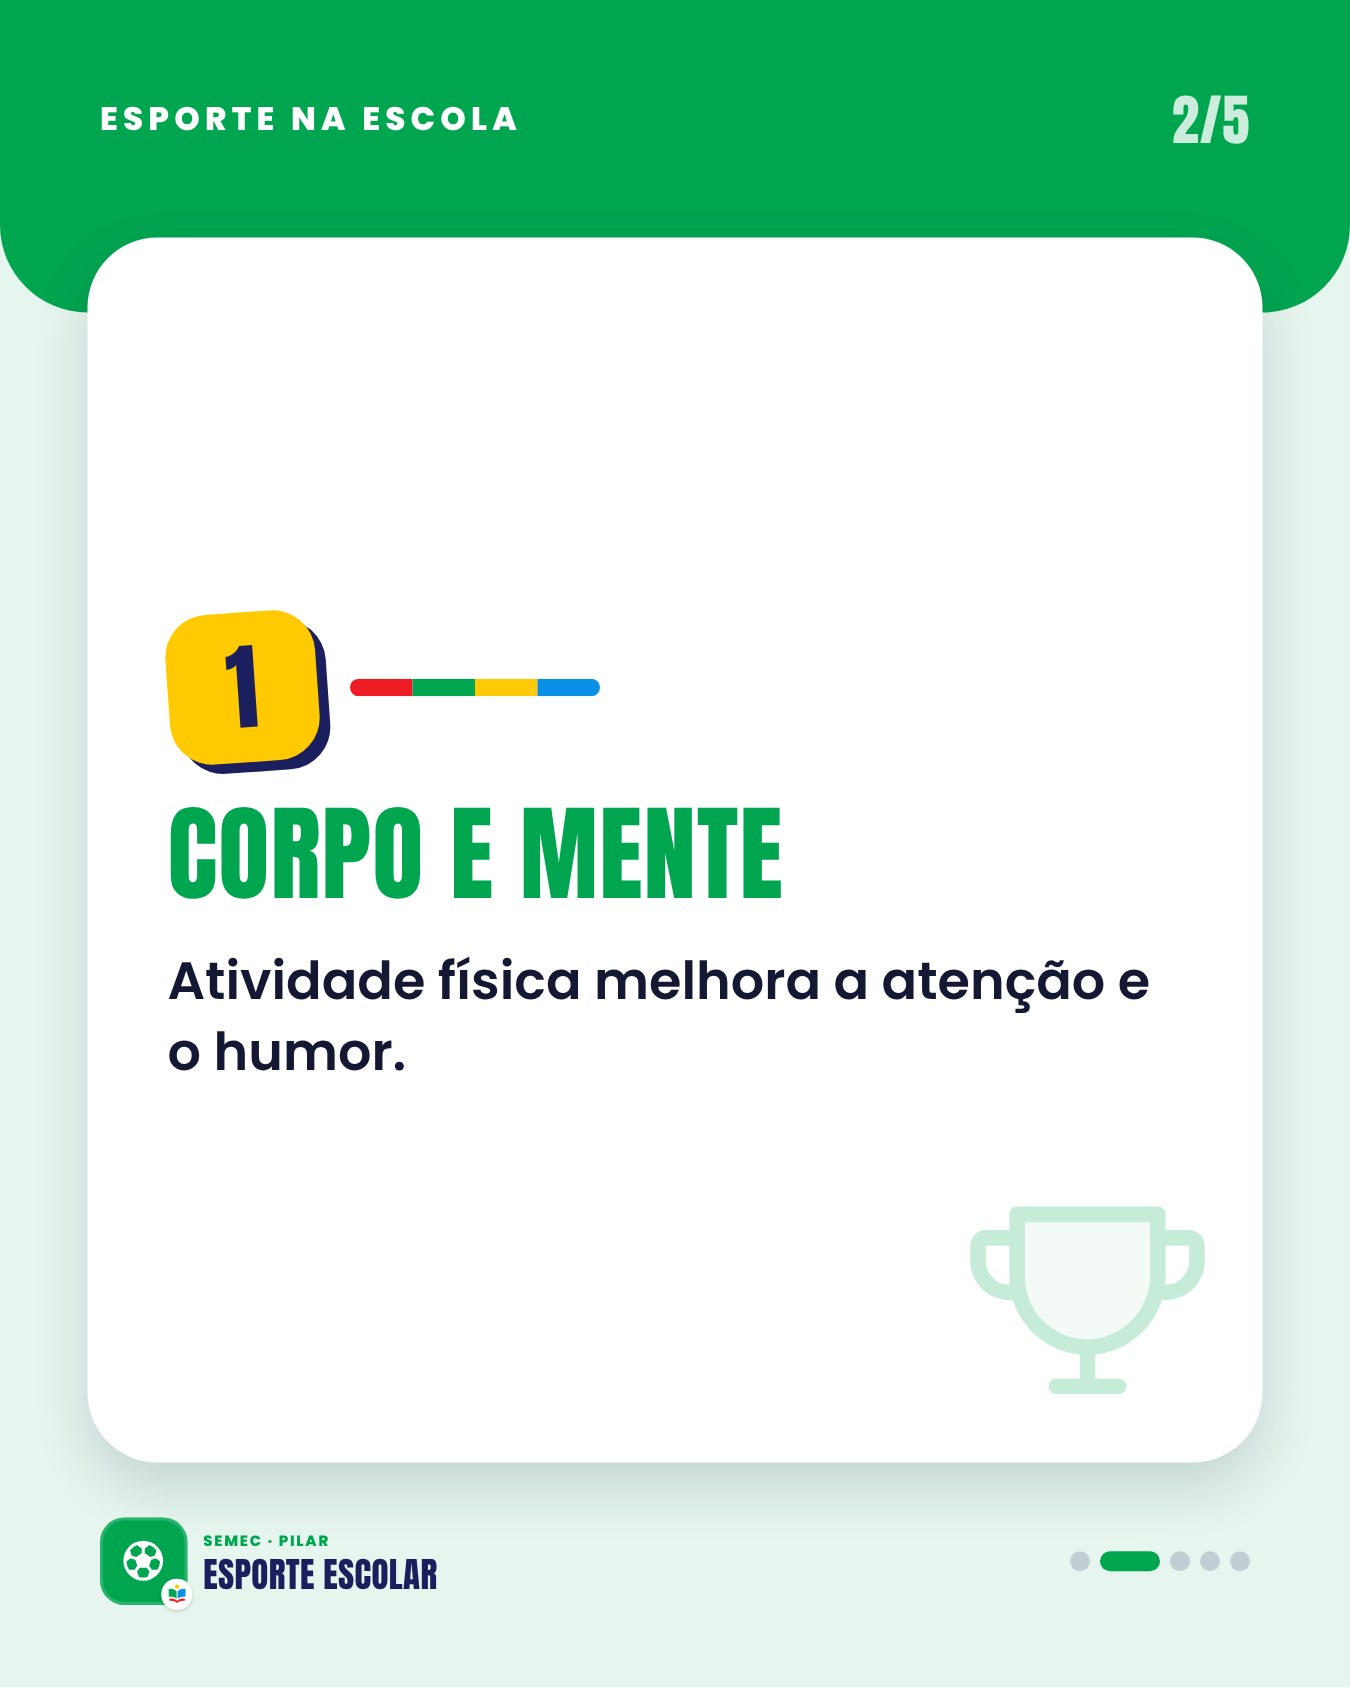 ESPORTE NA ESCOLA
2/5
1
CORPO E MENTE
Atividade física melhora a atenção e
o humor.
SEMEC · PILAR
ESPORTE ESCOLAR